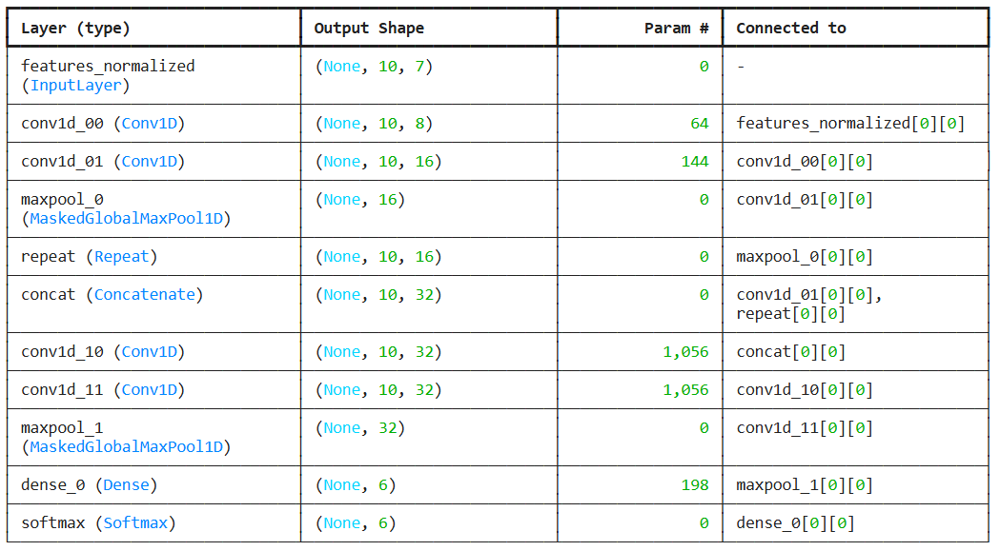 Layer (type) Output Shape Param # Connected to
features_normalized (None, 10, 7) 0 -
(InputLayer)
conv1d_00 (Conv1D) (None, 10, 8) 64 features_normalized[0][0]
conv1d_01 (Conv1D) (None, 10, 16) 144 conv1d_00[0][0]
maxpool_0 (None, 16) 0 conv1d_01[0][0]
(MaskedGlobalMaxPool1D)
repeat (Repeat) (None, 10, 16) 0 maxpool_0[0][0]
concat (Concatenate) (None, 10, 32) 0 conv1d_01[0][0],
repeat[0][0]
conv1d_10 (Conv1D) (None, 10, 32) 1,056 concat[0][0]
conv1d_11 (Conv1D) (None, 10, 32) 1,056 conv1d_10[0][0]
maxpool_1 (None, 32) 0 conv1d_11[0][0]
(MaskedGlobalMaxPool1D)
dense_0 (Dense) (None, 6) 198 maxpool_1[0][0]
softmax (Softmax) (None, 6) 0 dense_0[0][0]